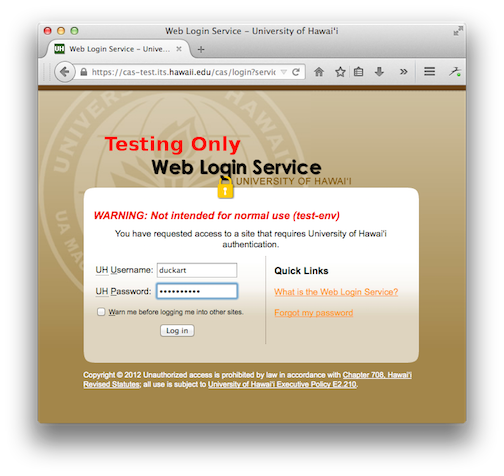 Web Login Service – University of Hawai'i
UH Web Login Service – Unive...
https://cas-test.its.hawaii.edu/cas/login?servic
Testing Only
Web Login Service
UNIVERSITY OF HAWAI'I
WARNING: Not intended for normal use (test-env)
You have requested access to a site that requires University of Hawai'i
authentication.
UH Username: duckart
UH Password: ••••••••••
Warn me before logging me into other sites.
Log in
Quick Links
What is the Web Login Service?
Forgot my password
Copyright © 2012 Unauthorized access is prohibited by law in accordance with Chapter 708, Hawai'i
Revised Statutes; all use is subject to University of Hawai'i Executive Policy E2.210.